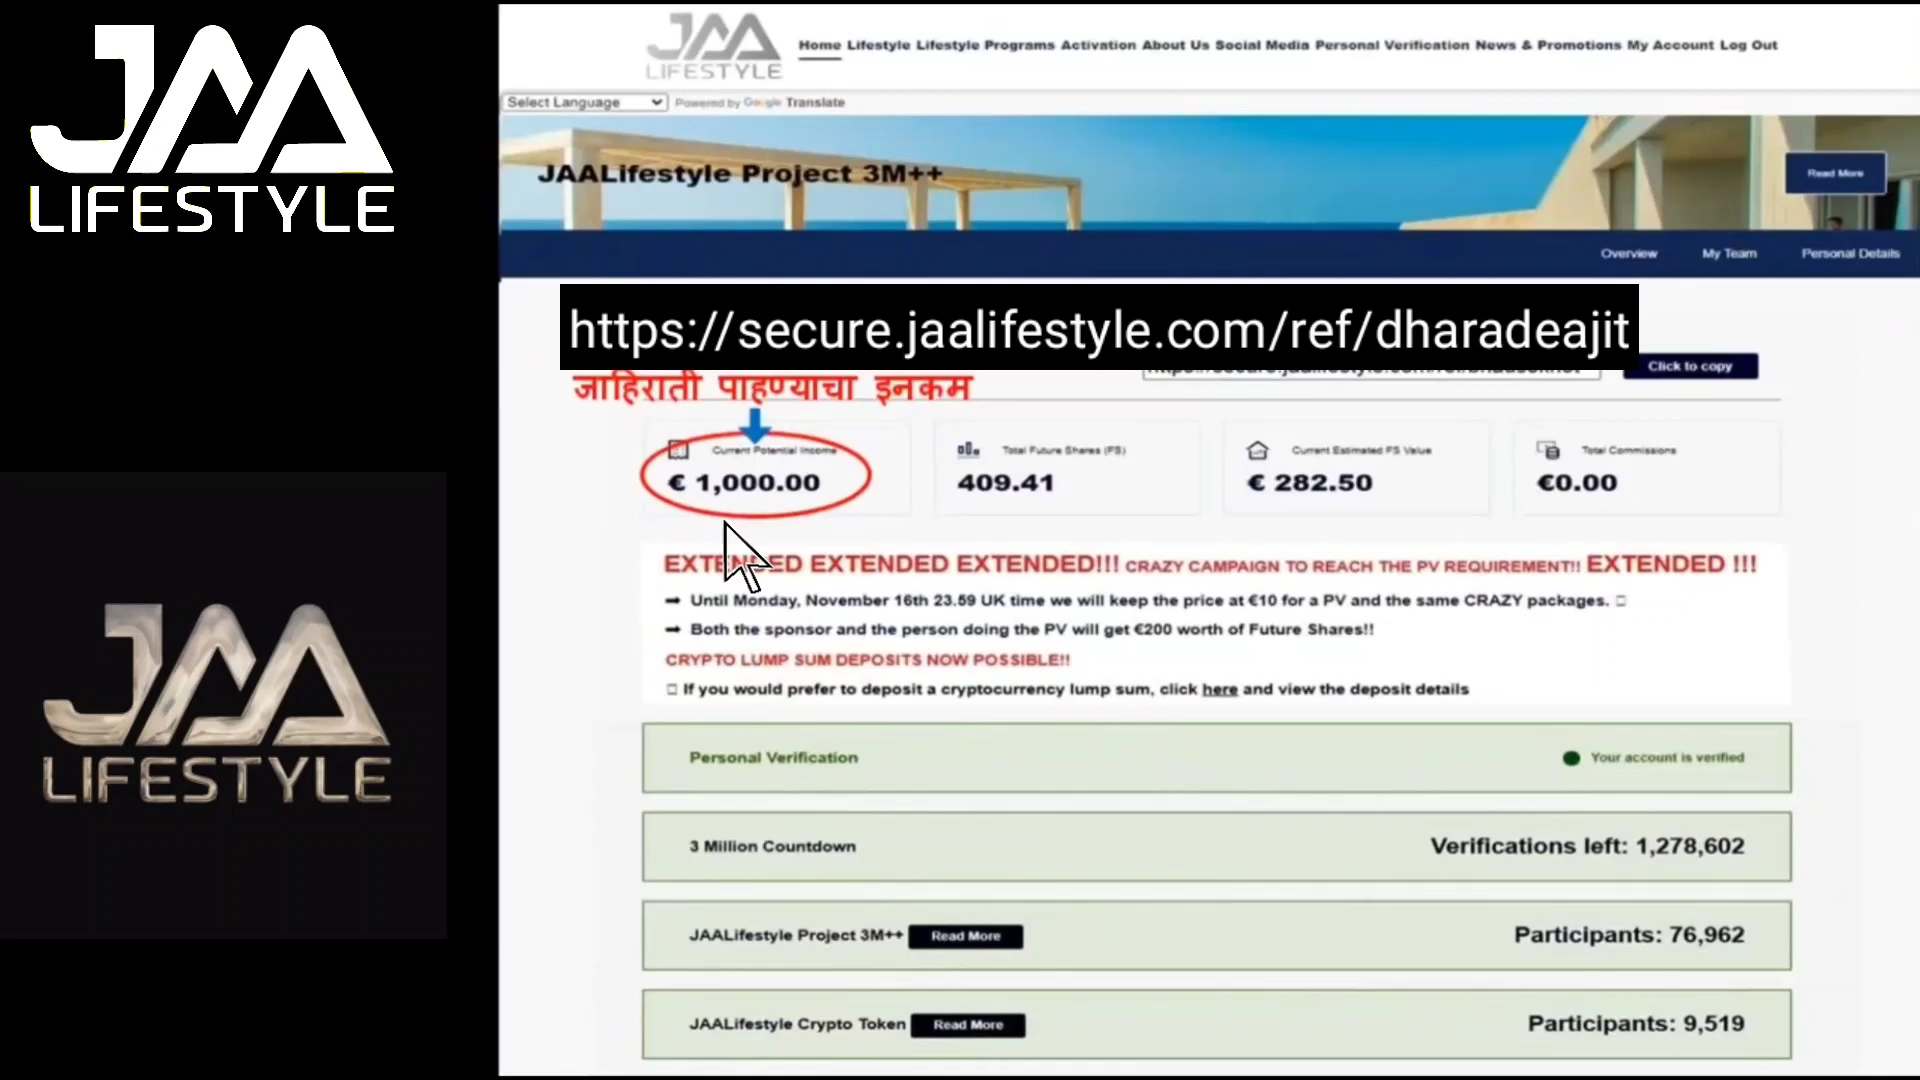 JAA
LIFESTYLE
JAA
LIFESTYLE
JAA
LIFESTYLE
Home Lifestyle Lifestyle Programs Activation About Us Social Media Personal Verification News & Promotions My Account Log Out
Select Language Powered by Google Translate
JAALifestyle Project 3M++
Read More
Overview My Team Personal Details
https://secure.jaalifestyle.com/ref/dharadeajit
Click to copy
जाहिराती पाहण्याचा इनकम
Current Potential Income
€ 1,000.00
Total Future Shares (FS)
409.41
Current Estimated FS Value
€ 282.50
Total Commissions
€0.00
EXTENDED EXTENDED EXTENDED!!! CRAZY CAMPAIGN TO REACH THE PV REQUIREMENT!! EXTENDED !!!
➞ Until Monday, November 16th 23.59 UK time we will keep the price at €10 for a PV and the same CRAZY packages.
➞ Both the sponsor and the person doing the PV will get €200 worth of Future Shares!!
CRYPTO LUMP SUM DEPOSITS NOW POSSIBLE!!
If you would prefer to deposit a cryptocurrency lump sum, click here and view the deposit details
Personal Verification Your account is verified
3 Million Countdown Verifications left: 1,278,602
JAALifestyle Project 3M++ Read More Participants: 76,962
JAALifestyle Crypto Token Read More Participants: 9,519